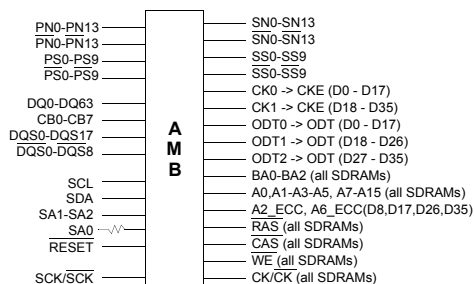 PN0-PN13
PN0-PN13
PS0-PS9
PS0-PS9
DQ0-DQ63
CB0-CB7
DQS0-DQS17
DQS0-DQS8
SCL
SDA
SA1-SA2
SA0
RESET
SCK/SCK
A
M
B
SN0-SN13
SN0-SN13
SS0-SS9
SS0-SS9
CK0 -> CKE (D0 - D17)
CK1 -> CKE (D18 - D35)
ODT0 -> ODT (D0 - D17)
ODT1 -> ODT (D18 - D26)
ODT2 -> ODT (D27 - D35)
BA0-BA2 (all SDRAMs)
A0,A1-A3-A5, A7-A15 (all SDRAMs)
A2_ECC, A6_ECC(D8,D17,D26,D35)
RAS (all SDRAMs)
CAS (all SDRAMs)
WE (all SDRAMs)
CK/CK (all SDRAMs)